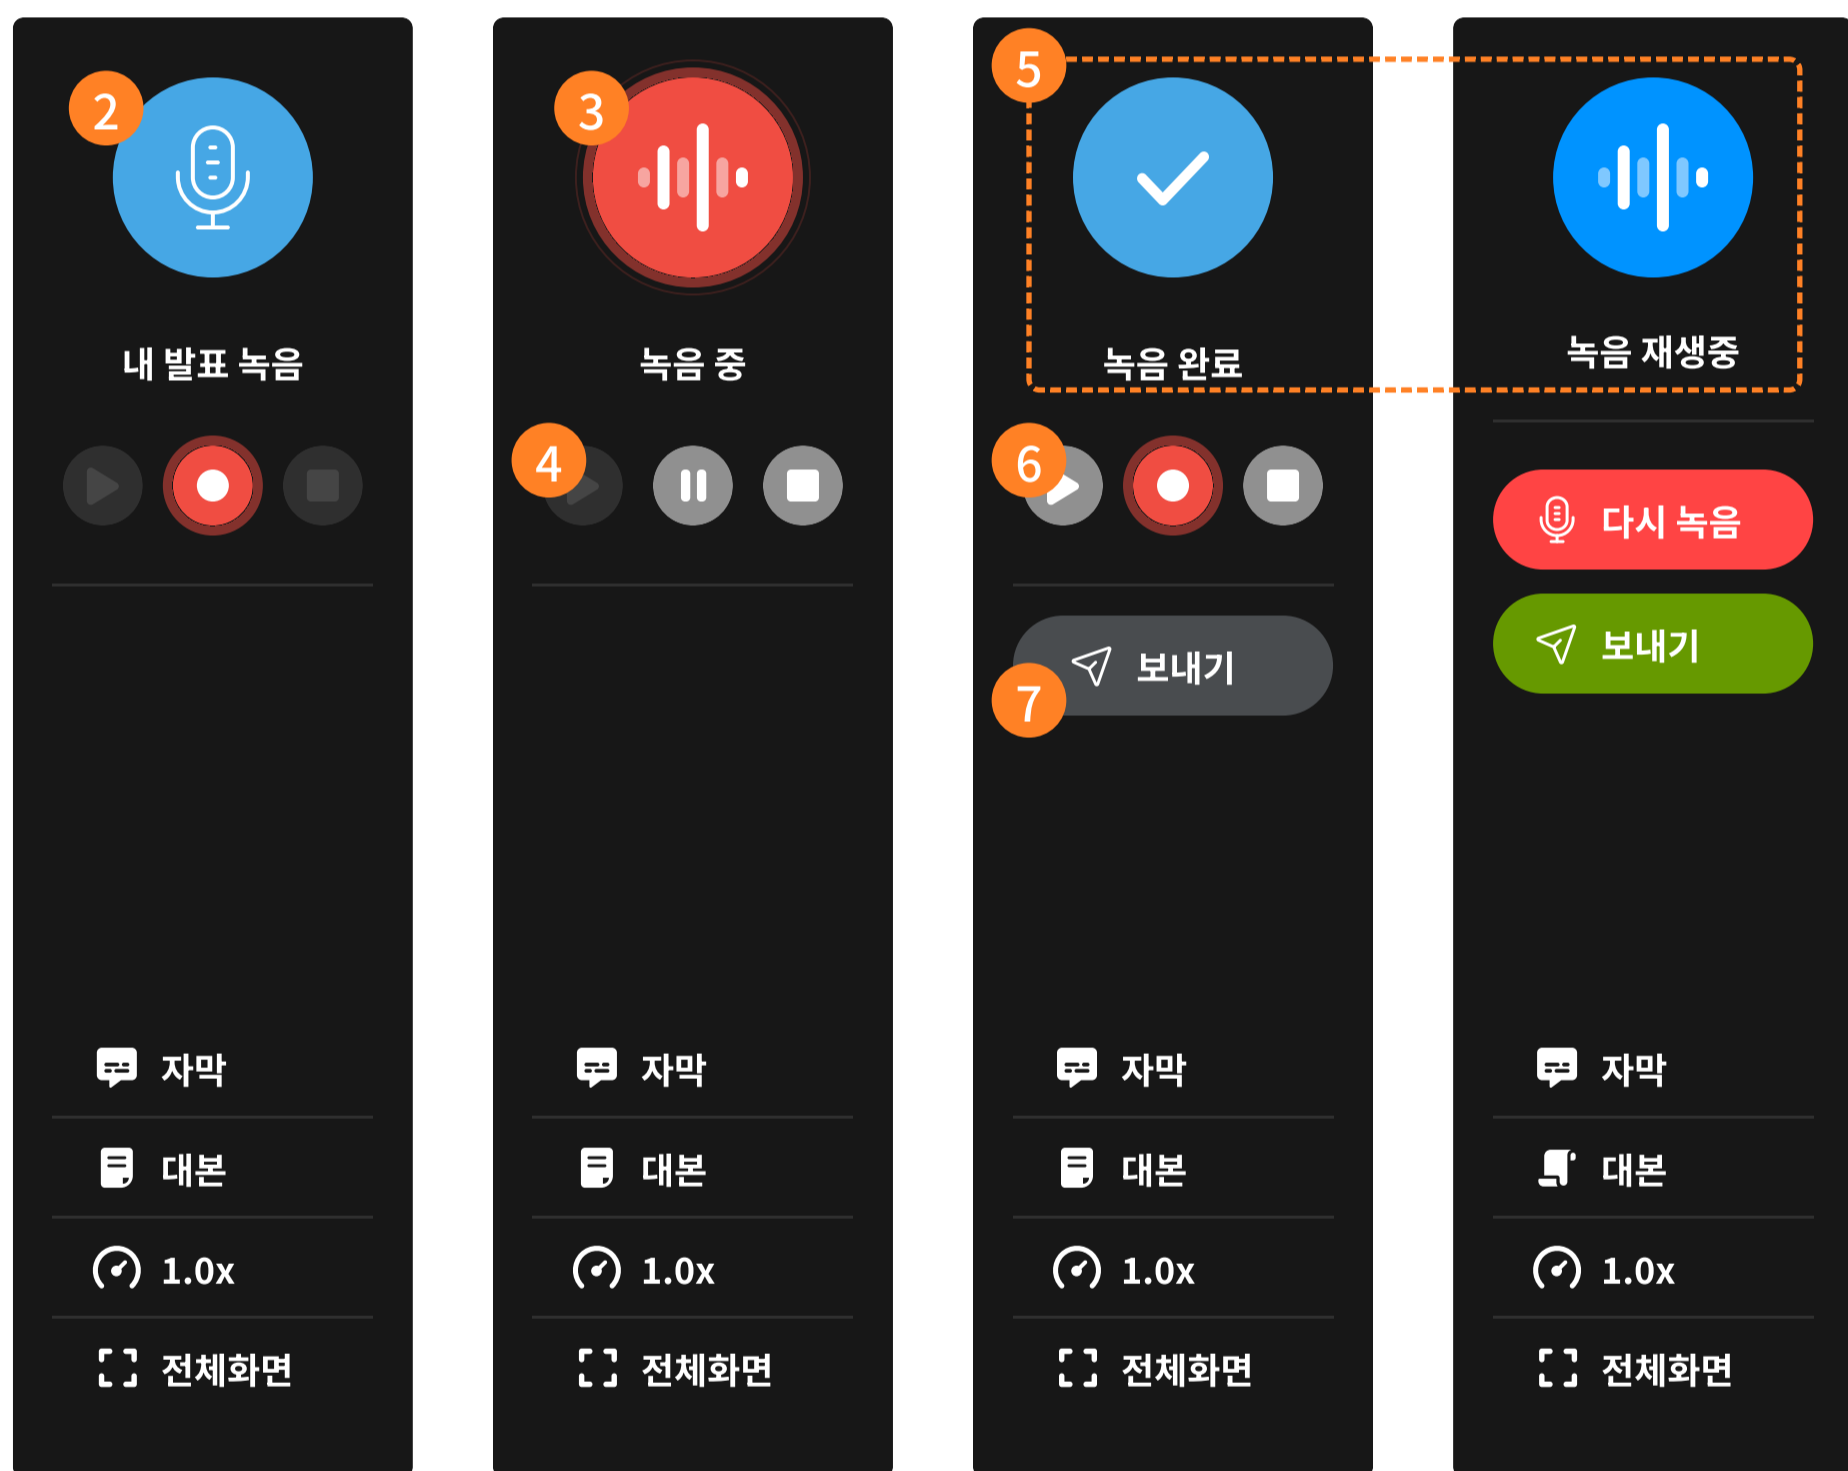 2
내 발표 녹음
자막
대본
1.0x
전체화면
3
녹음 중
4
자막
대본
1.0x
전체화면
5
녹음 완료
6
보내기
7
자막
대본
1.0x
전체화면
녹음 재생중
다시 녹음
보내기
자막
대본
1.0x
전체화면